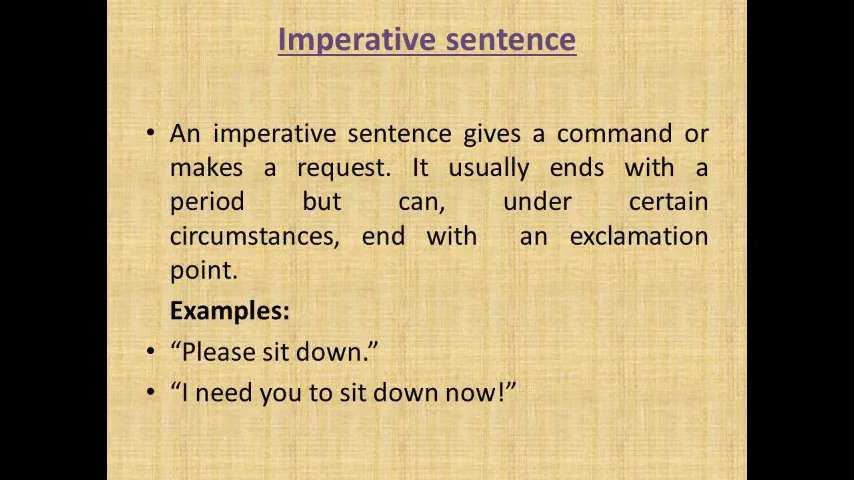 Imperative sentence
• An imperative sentence gives a command or
makes a request. It usually ends with a
period but can, under certain
circumstances, end with an exclamation
point.
Examples:
• “Please sit down.”
• “I need you to sit down now!”